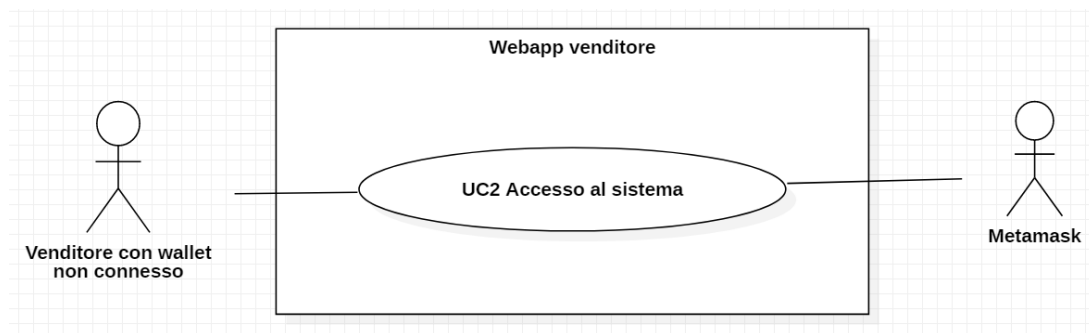 Webapp venditore
UC2 Accesso al sistema
Venditore con wallet
non connesso
Metamask